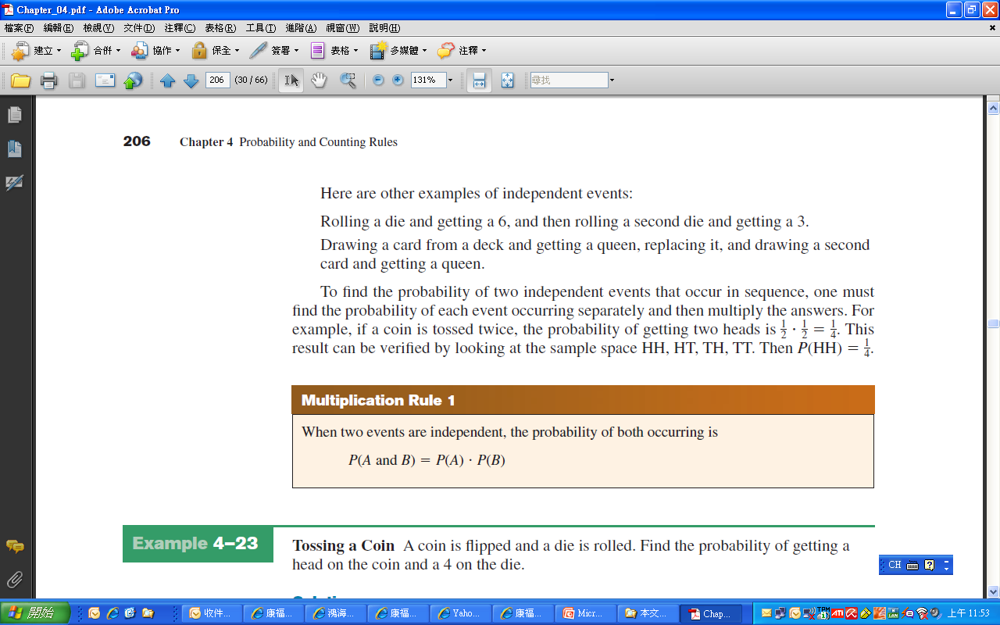 Chapter_04.pdf - Adobe Acrobat Pro
檔案(F) 編輯(E) 檢視(V) 文件(D) 注釋(C) 表格(R) 工具(T) 進階(A) 視窗(W) 說明(H)
建立 合併 協作 保全 簽署 表格 多媒體 注釋
206 (30 / 66) 131% 尋找
206 Chapter 4 Probability and Counting Rules
Here are other examples of independent events:
Rolling a die and getting a 6, and then rolling a second die and getting a 3.
Drawing a card from a deck and getting a queen, replacing it, and drawing a second
card and getting a queen.
To find the probability of two independent events that occur in sequence, one must
find the probability of each event occurring separately and then multiply the answers. For
example, if a coin is tossed twice, the probability of getting two heads is 1/2 · 1/2 = 1/4. This
result can be verified by looking at the sample space HH, HT, TH, TT. Then P(HH) = 1/4.
Multiplication Rule 1
When two events are independent, the probability of both occurring is
P(A and B) = P(A) · P(B)
Example 4–23
Tossing a Coin A coin is flipped and a die is rolled. Find the probability of getting a
head on the coin and a 4 on the die.
CH
開始 收件... 康福... 鴻海... 康福... Yaho... 康福... Micr... 本文... Chap... 上午 11:53